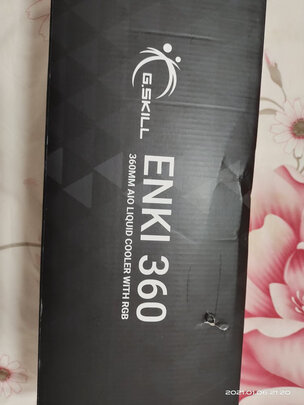 G.SKILL
ENKI 360
360MM AIO LIQUID COOLER WITH RGB
2021.01.06 21:20